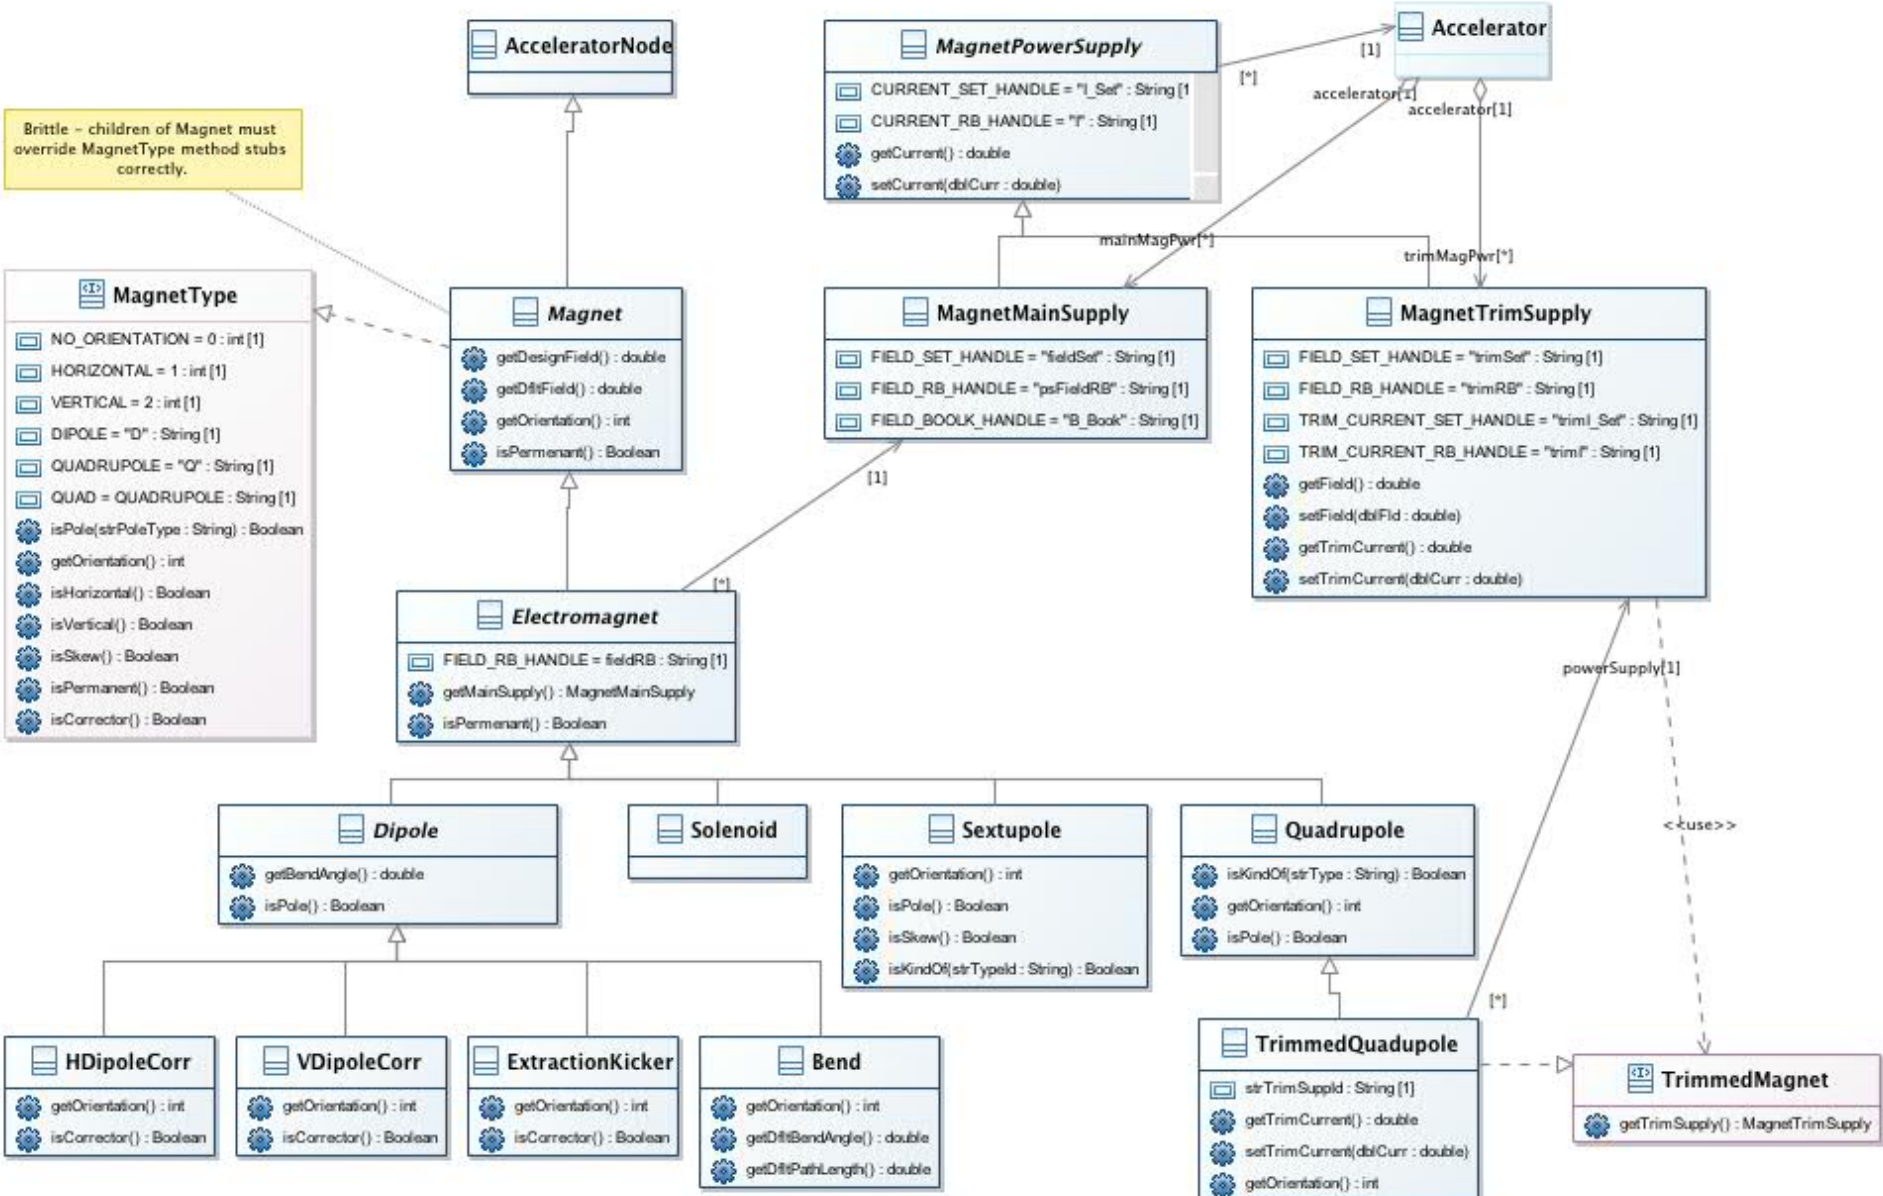 AcceleratorNode
MagnetPowerSupply
CURRENT_SET_HANDLE = "I_Set" : String [1
CURRENT_RB_HANDLE = "I" : String [1]
getCurrent() : double
setCurrent(dblCurr : double)
[*]
[1]
Accelerator
accelerator[1]
accelerator[1]
mainMagPwr[*]
trimMagPwr[*]
Brittle - children of Magnet must
override MagnetType method stubs
correctly.
MagnetType
NO_ORIENTATION = 0 : int [1]
HORIZONTAL = 1 : int [1]
VERTICAL = 2 : int [1]
DIPOLE = "D" : String [1]
QUADRUPOLE = "Q" : String [1]
QUAD = QUADRUPOLE : String [1]
isPole(strPoleType : String) : Boolean
getOrientation() : int
isHorizontal() : Boolean
isVertical() : Boolean
isSkew() : Boolean
isPermanent() : Boolean
isCorrector() : Boolean
Magnet
getDesignField() : double
getDfltField() : double
getOrientation() : int
isPermenant() : Boolean
MagnetMainSupply
FIELD_SET_HANDLE = "fieldSet" : String [1]
FIELD_RB_HANDLE = "psFieldRB" : String [1]
FIELD_BOOLK_HANDLE = "B_Book" : String [1]
[1]
[*]
MagnetTrimSupply
FIELD_SET_HANDLE = "trimSet" : String [1]
FIELD_RB_HANDLE = "trimRB" : String [1]
TRIM_CURRENT_SET_HANDLE = "trimI_Set" : String [1]
TRIM_CURRENT_RB_HANDLE = "trimI" : String [1]
getField() : double
setField(dblFld : double)
getTrimCurrent() : double
setTrimCurrent(dblCurr : double)
Electromagnet
FIELD_RB_HANDLE = fieldRB : String [1]
getMainSupply() : MagnetMainSupply
isPermenant() : Boolean
powerSupply[1]
<<use>>
Dipole
getBendAngle() : double
isPole() : Boolean
Solenoid
Sextupole
getOrientation() : int
isPole() : Boolean
isSkew() : Boolean
isKindOf(strTypeId : String) : Boolean
Quadrupole
isKindOf(strType : String) : Boolean
getOrientation() : int
isPole() : Boolean
[*]
HDipoleCorr
getOrientation() : int
isCorrector() : Boolean
VDipoleCorr
getOrientation() : int
isCorrector() : Boolean
ExtractionKicker
getOrientation() : int
isCorrector() : Boolean
Bend
getOrientation() : int
getDfltBendAngle() : double
getDfltPathLength() : double
TrimmedQuadupole
strTrimSuppId : String [1]
getTrimCurrent() : double
setTrimCurrent(dblCurr : double)
getOrientation() : int
TrimmedMagnet
getTrimSupply() : MagnetTrimSupply